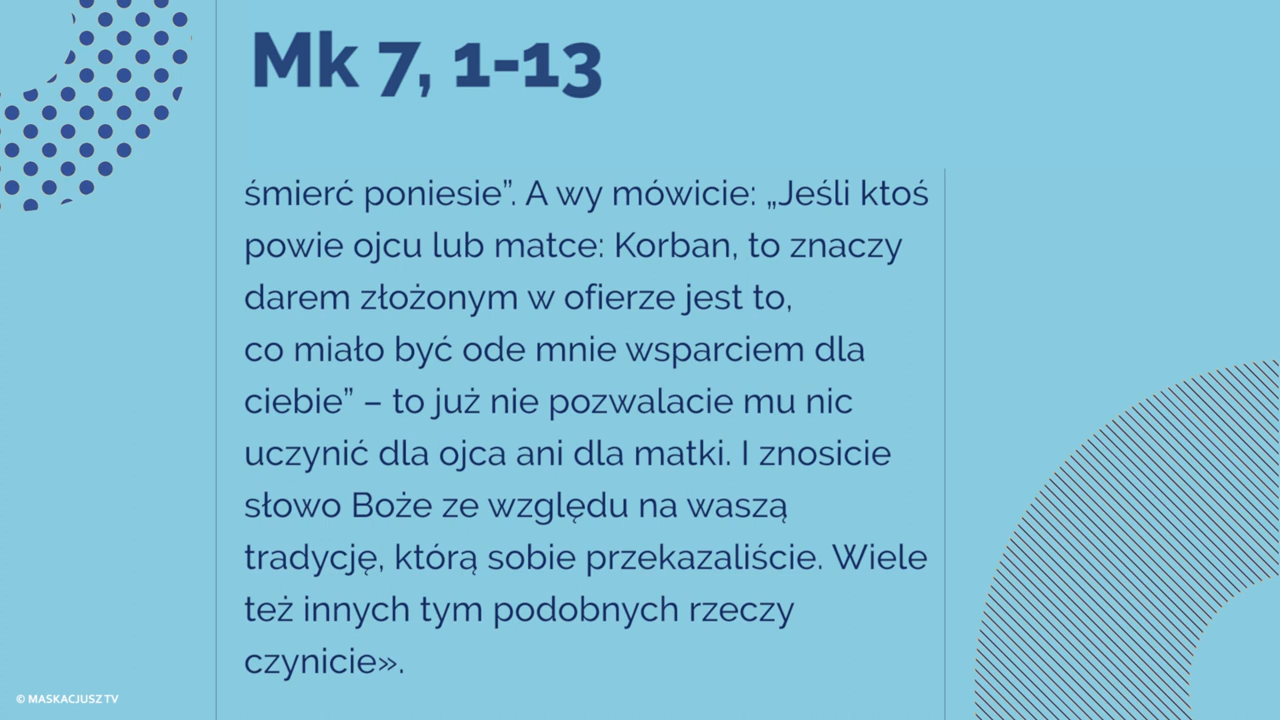 Mk 7, 1-13
śmierć poniesie”. A wy mówicie: „Jeśli ktoś
powie ojcu lub matce: Korban, to znaczy
darem złożonym w ofierze jest to,
co miało być ode mnie wsparciem dla
ciebie” – to już nie pozwalacie mu nic
uczynić dla ojca ani dla matki. I znosicie
słowo Boże ze względu na waszą
tradycję, którą sobie przekazaliście. Wiele
też innych tym podobnych rzeczy
czynicie».
© MASKACJUSZ TV